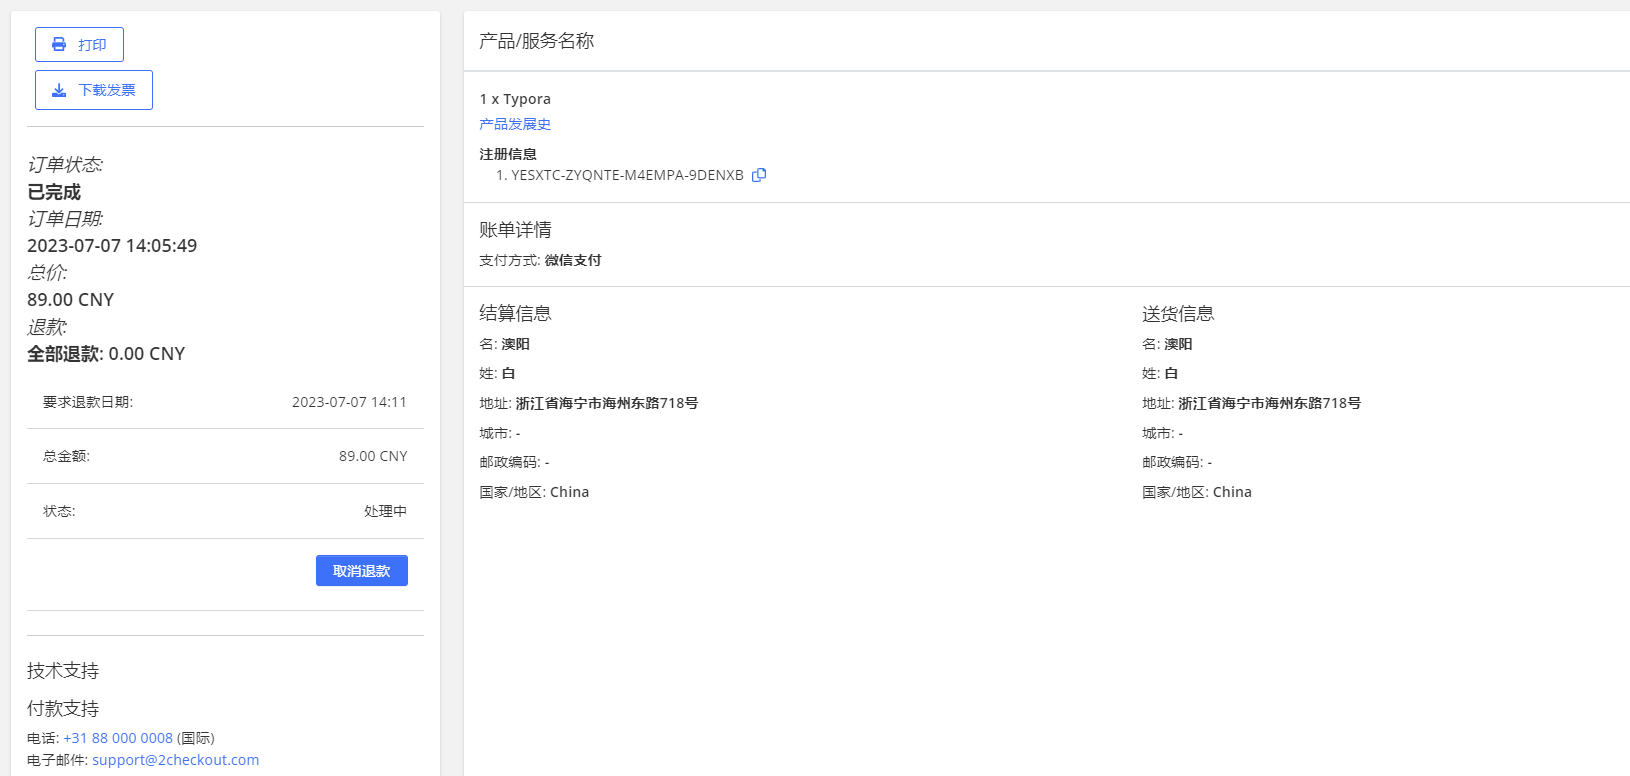 打印
下载发票
订单状态:
已完成
订单日期:
2023-07-07 14:05:49
总价:
89.00 CNY
退款:
全部退款: 0.00 CNY
要求退款日期: 2023-07-07 14:11
总金额: 89.00 CNY
状态: 处理中
取消退款
技术支持
付款支持
电话: +31 88 000 0008 (国际)
电子邮件: support@2checkout.com
产品/服务名称
1 x Typora
产品发展史
注册信息
1. YESXTC-ZYQNTE-M4EMPA-9DENXB
账单详情
支付方式: 微信支付
结算信息
名: 澳阳
姓: 白
地址: 浙江省海宁市海州东路718号
城市: -
邮政编码: -
国家/地区: China
送货信息
名: 澳阳
姓: 白
地址: 浙江省海宁市海州东路718号
城市: -
邮政编码: -
国家/地区: China